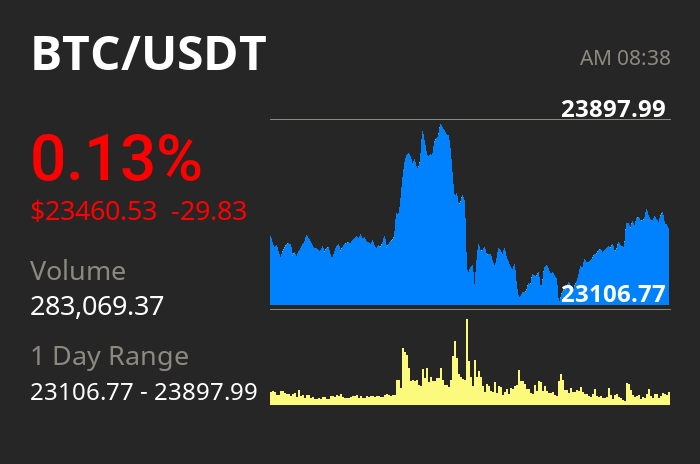 BTC/USDT
AM 08:38
23897.99
0.13%
$23460.53 -29.83
Volume
283,069.37
23106.77
1 Day Range
23106.77 - 23897.99